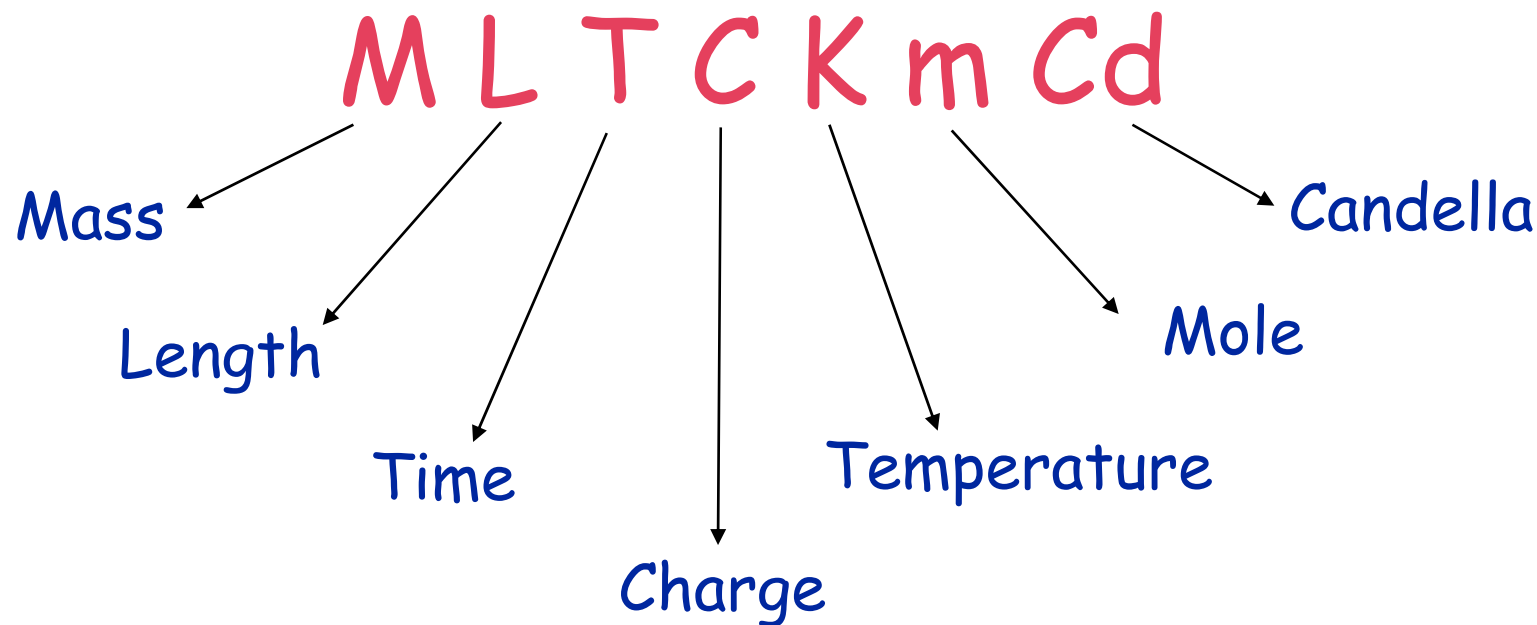 M L T C K m Cd
Mass
Candella
Length
Mole
Time
Temperature
Charge